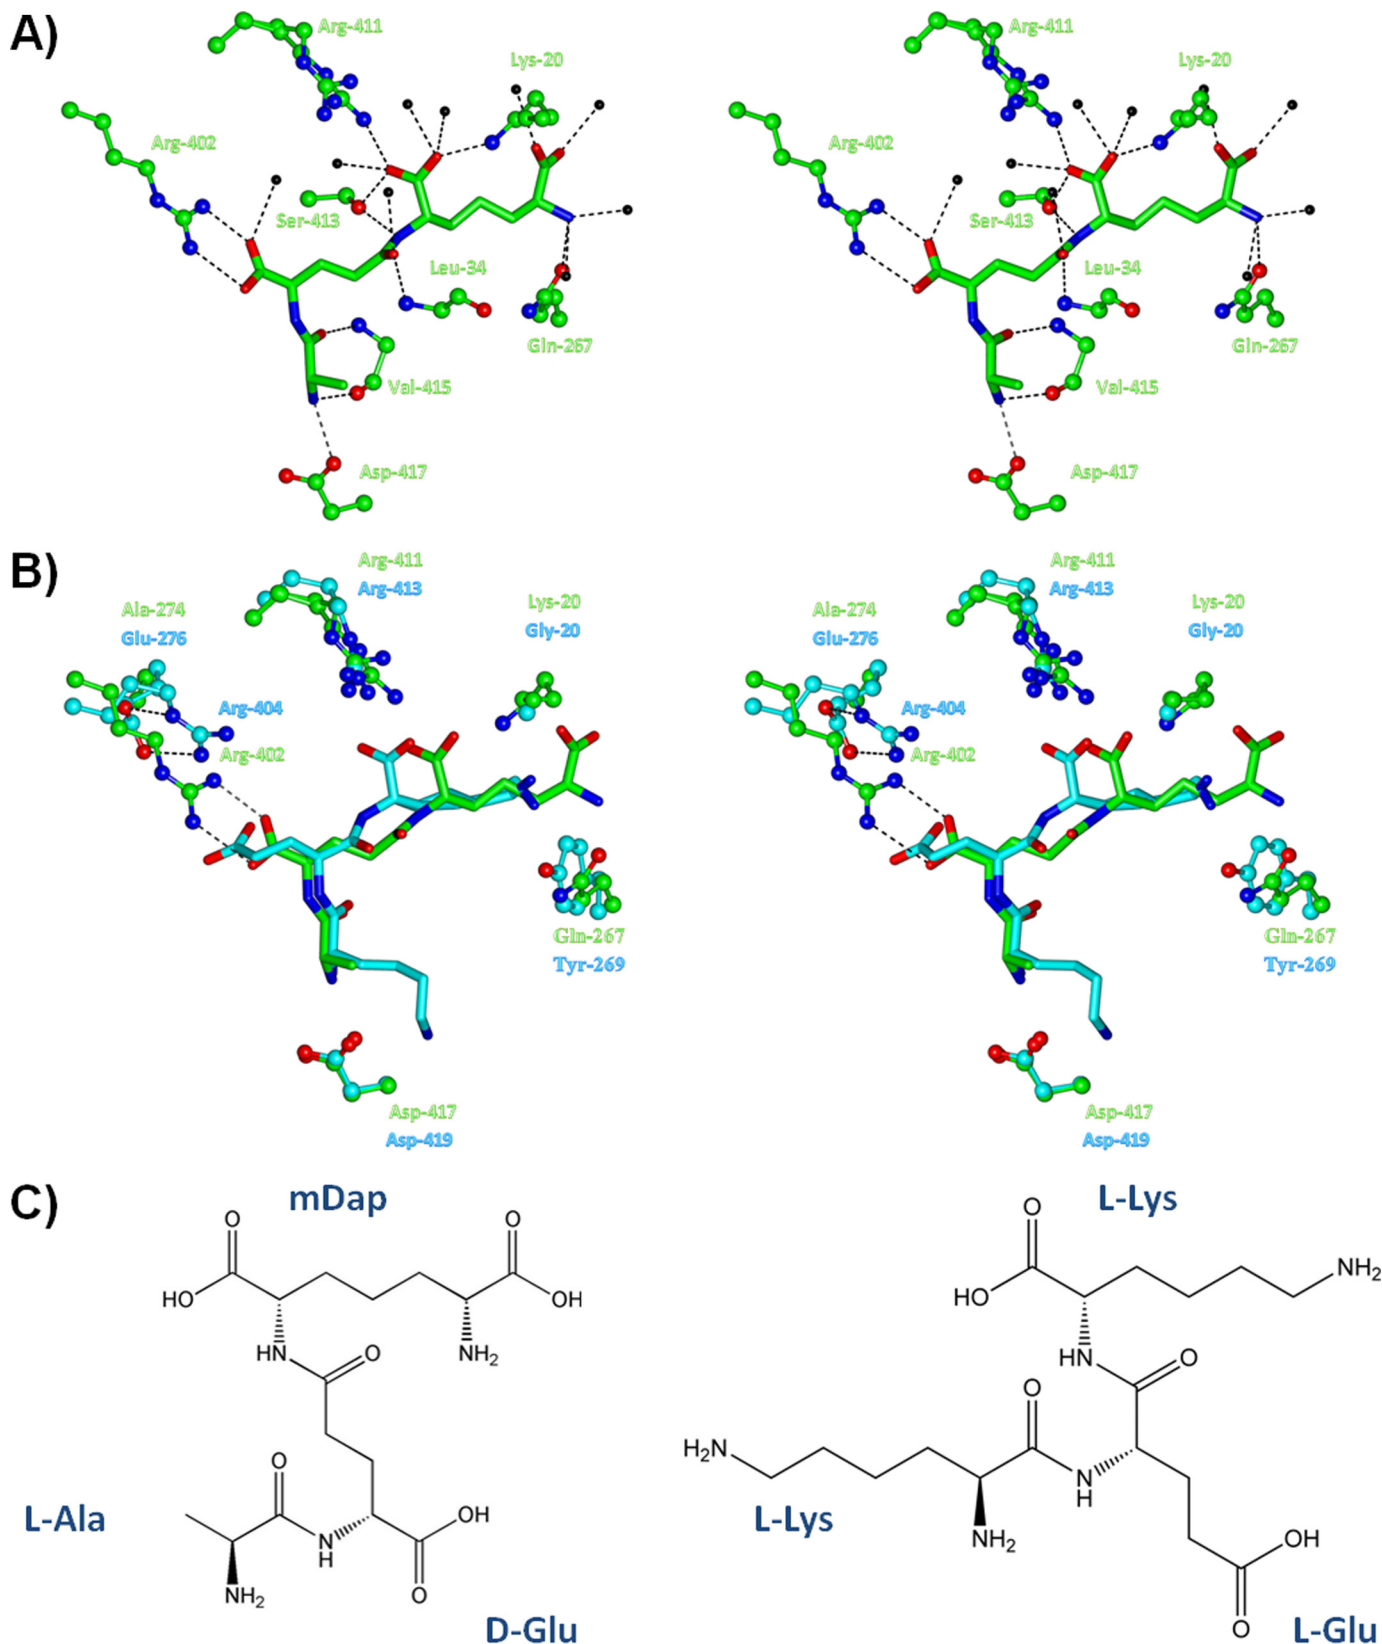 A)
Arg-411
Lys-20
Arg-402
Ser-413
Leu-34
Gln-267
Val-415
Asp-417
Arg-411
Lys-20
Arg-402
Ser-413
Leu-34
Gln-267
Val-415
Asp-417
B)
Arg-411
Arg-413
Ala-274
Glu-276
Lys-20
Gly-20
Arg-404
Arg-402
Gln-267
Tyr-269
Asp-417
Asp-419
Arg-411
Arg-413
Ala-274
Glu-276
Lys-20
Gly-20
Arg-404
Arg-402
Gln-267
Tyr-269
Asp-417
Asp-419
C)
mDap
O
O
HO
OH
HN
O
NH2
O
OH
L-Ala
N
H
NH2
O
D-Glu
L-Lys
O
HO
NH2
HN
O
O
H2N
N
H
L-Lys
NH2
OH
O
L-Glu